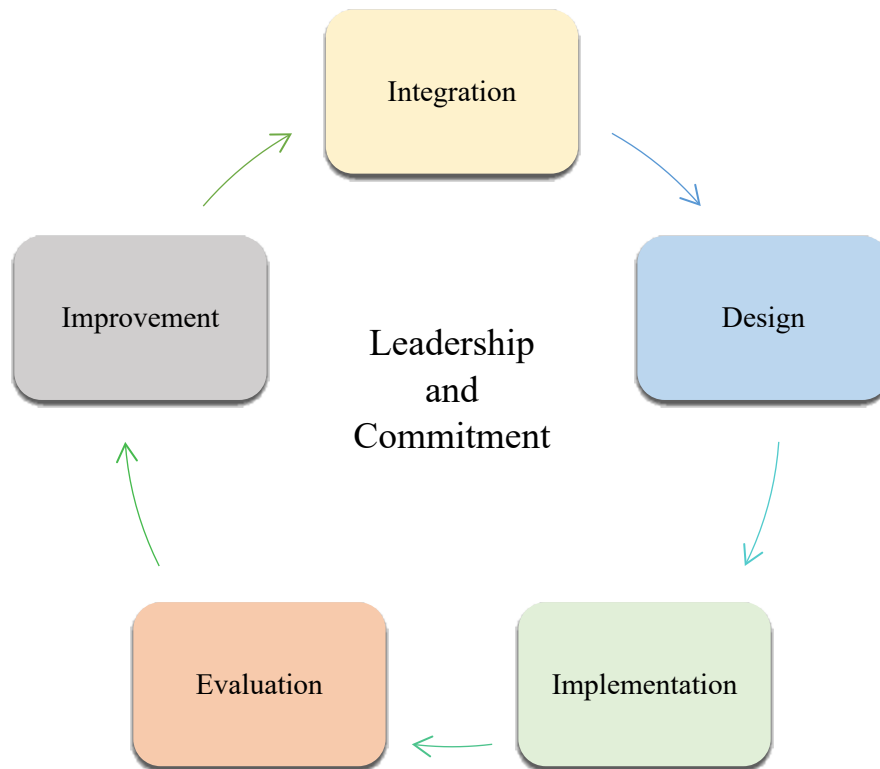 Integration
Improvement
Design
Leadership
and
Commitment
Evaluation
Implementation